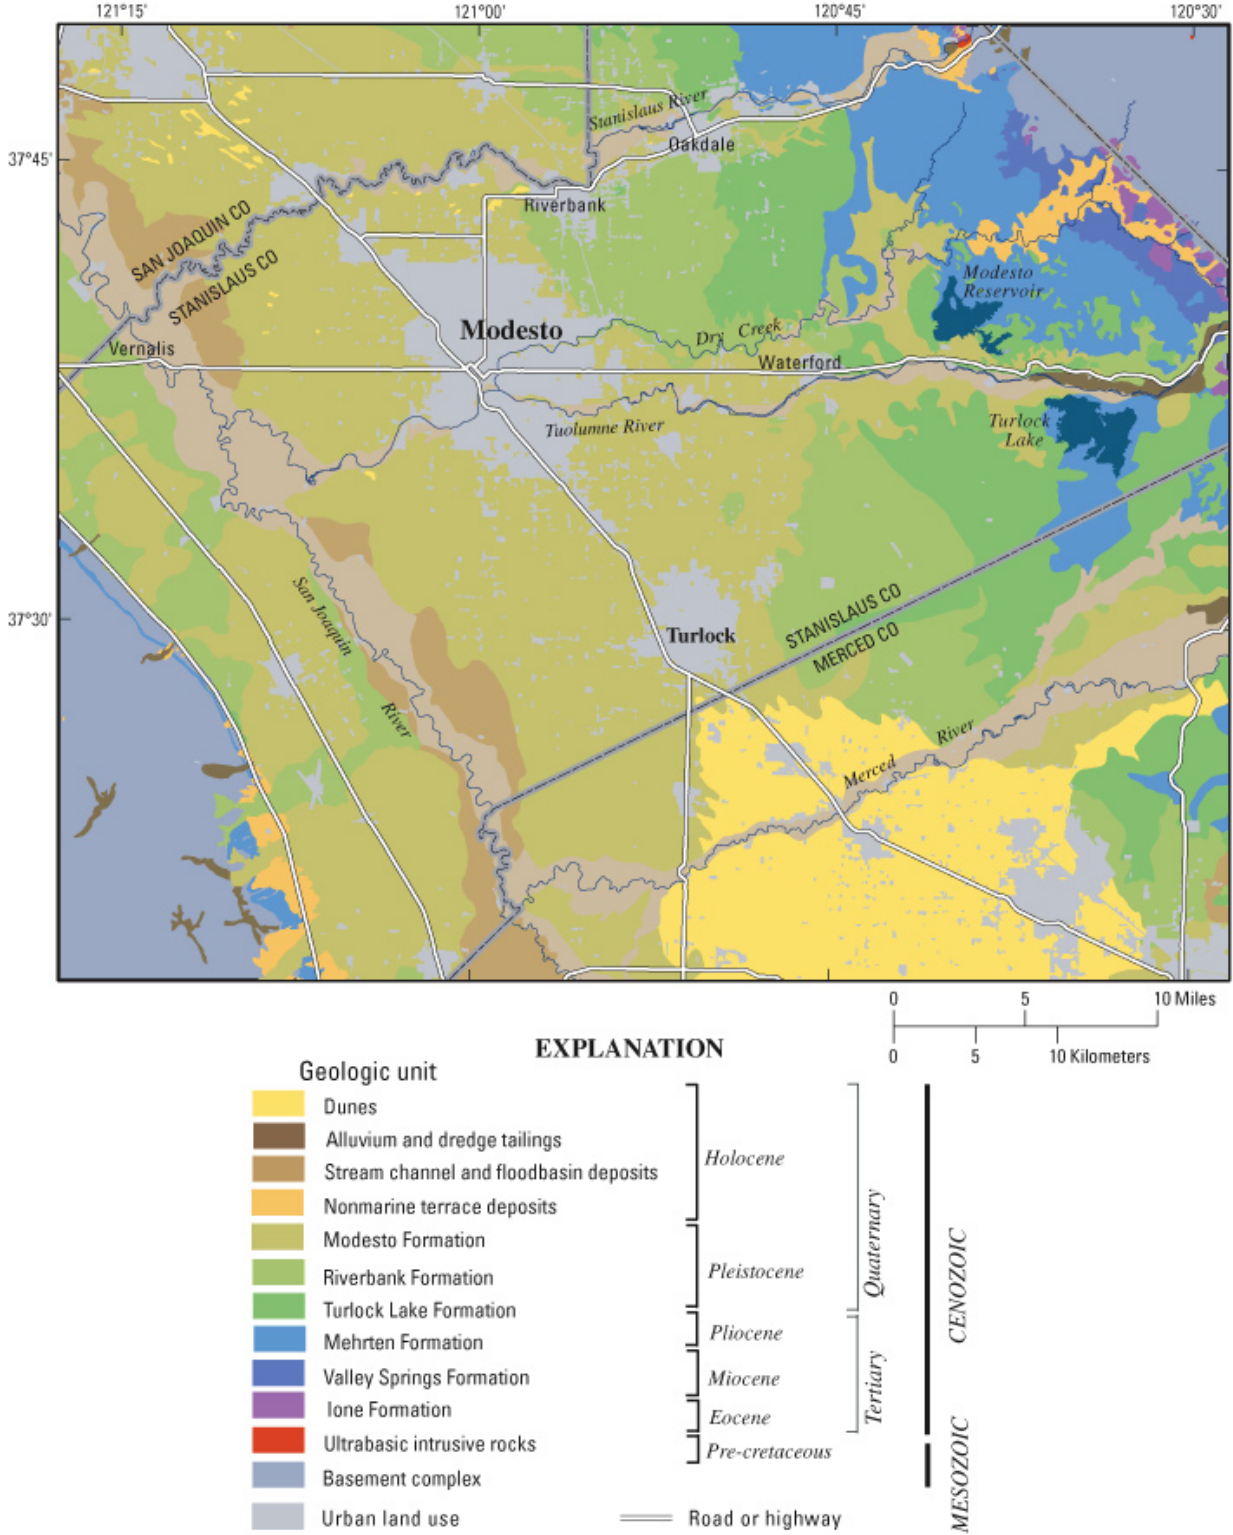 121°15' 121°00' 120°45' 120°30'
Stanislaus River
Oakdale
37°45'
Riverbank
SAN JOAQUIN CO
STANISLAUS CO
Modesto
Reservoir
Modesto
Dry Creek
Vernalis
Waterford
Tuolumne River
Turlock
Lake
San Joaquin
River
37°30'
STANISLAUS CO
MERCED CO
Turlock
Merced
River
0 5 10 Miles
0 5 10 Kilometers
EXPLANATION
Geologic unit
Dunes
Alluvium and dredge tailings
Stream channel and floodbasin deposits
Nonmarine terrace deposits
Modesto Formation
Riverbank Formation
Turlock Lake Formation
Mehrten Formation
Valley Springs Formation
Ione Formation
Ultrabasic intrusive rocks
Basement complex
Urban land use
Holocene
Pleistocene
Pliocene
Miocene
Eocene
Pre-cretaceous
Quaternary
Tertiary
CENOZOIC
MESOZOIC
Road or highway